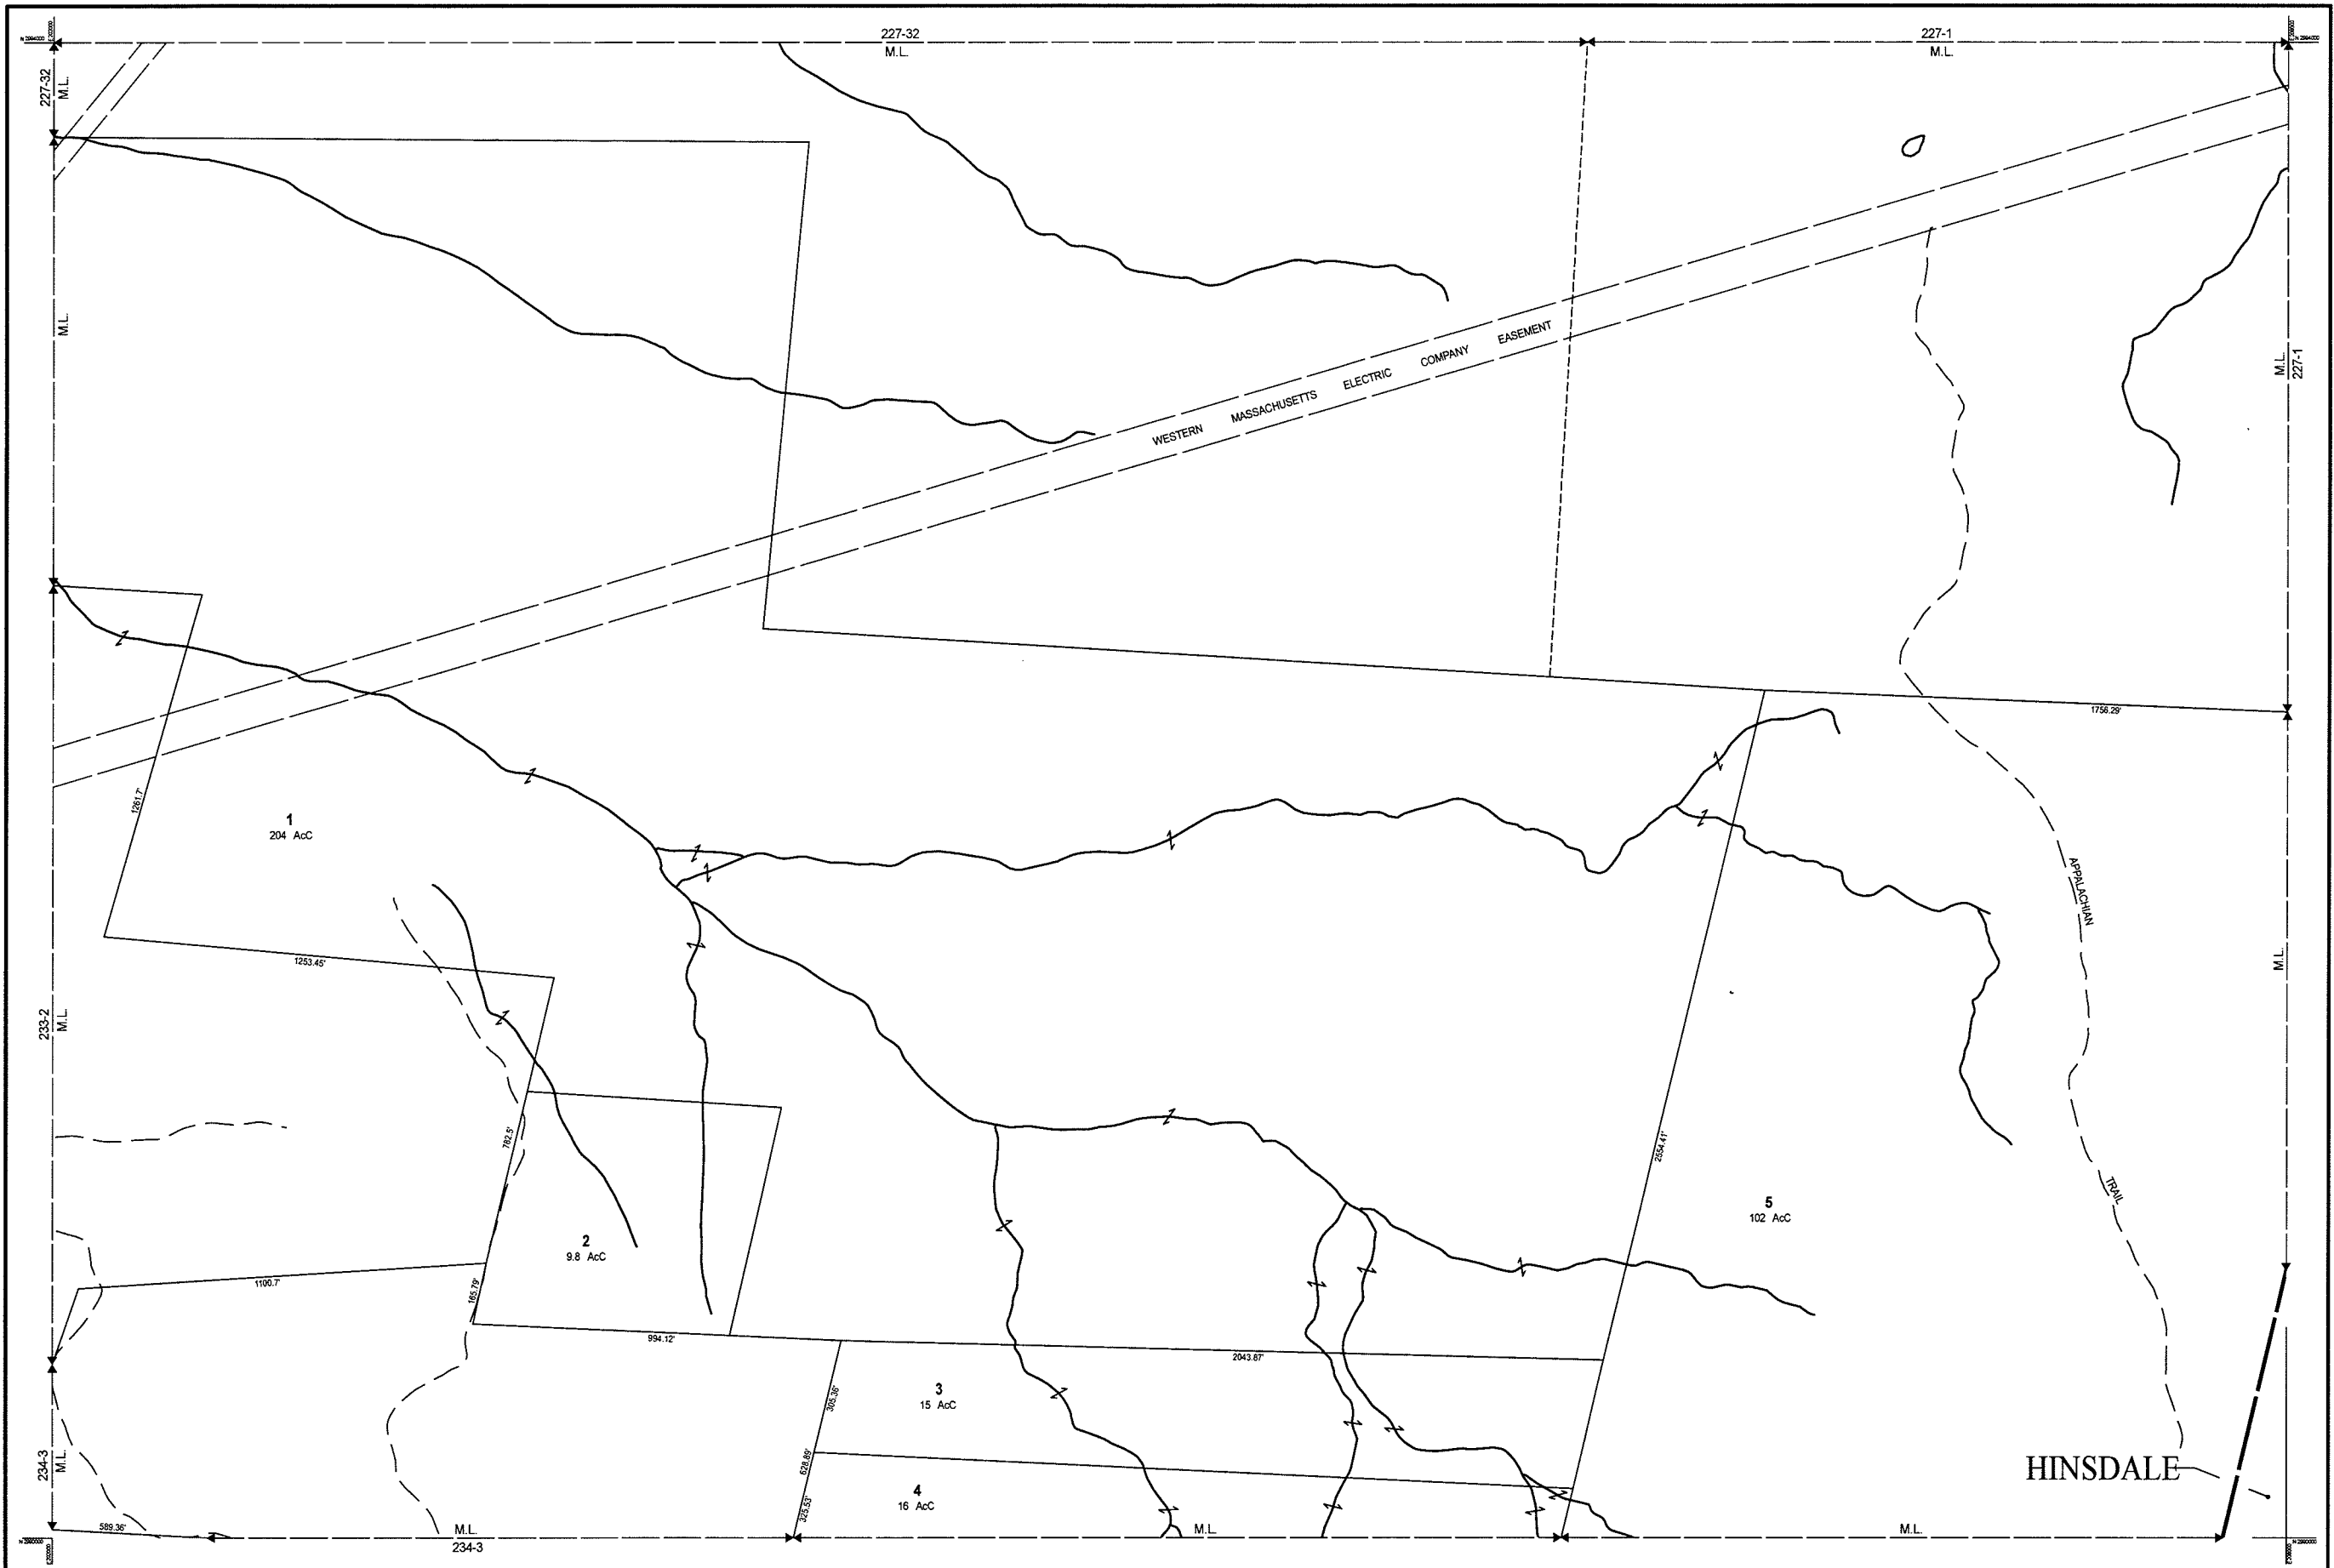 227-32
M.L.
227-1
M.L.
N 2994000
227-32
M.L.
M.L.
WESTERN MASSACHUSETTS ELECTRIC COMPANY EASEMENT
M.L.
227-1
1756.29'
1261.7'
1
204 AcC
APPALACHIAN
TRAIL
1253.45'
233-2
M.L.
M.L.
782.5'
2554.41'
2
9.8 AcC
5
102 AcC
1100.7'
165.79'
994.12'
2043.87'
305.36'
3
15 AcC
628.89'
325.53'
4
16 AcC
234-3
M.L.
HINSDALE
589.36'
M.L.
234-3
M.L.
M.L.